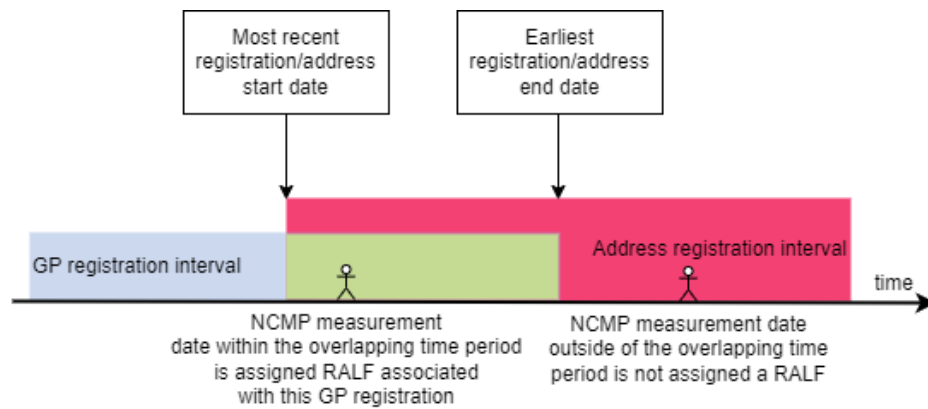 Most recent
registration/address
start date
Earliest
registration/address
end date
GP registration interval
Address registration interval
time
NCMP measurement
date within the overlapping time period
is assigned RALF associated
with this GP registration
NCMP measurement date
outside of the overlapping time
period is not assigned a RALF